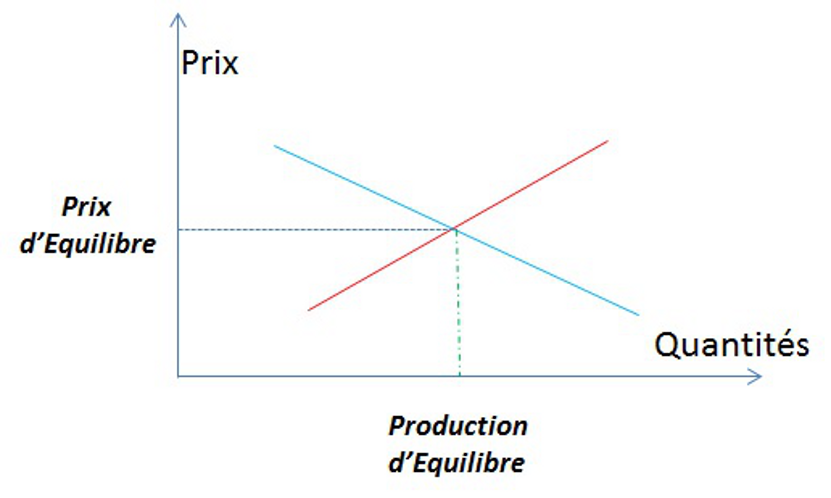 Prix
Prix
d’Equilibre
Quantités
Production
d’Equilibre